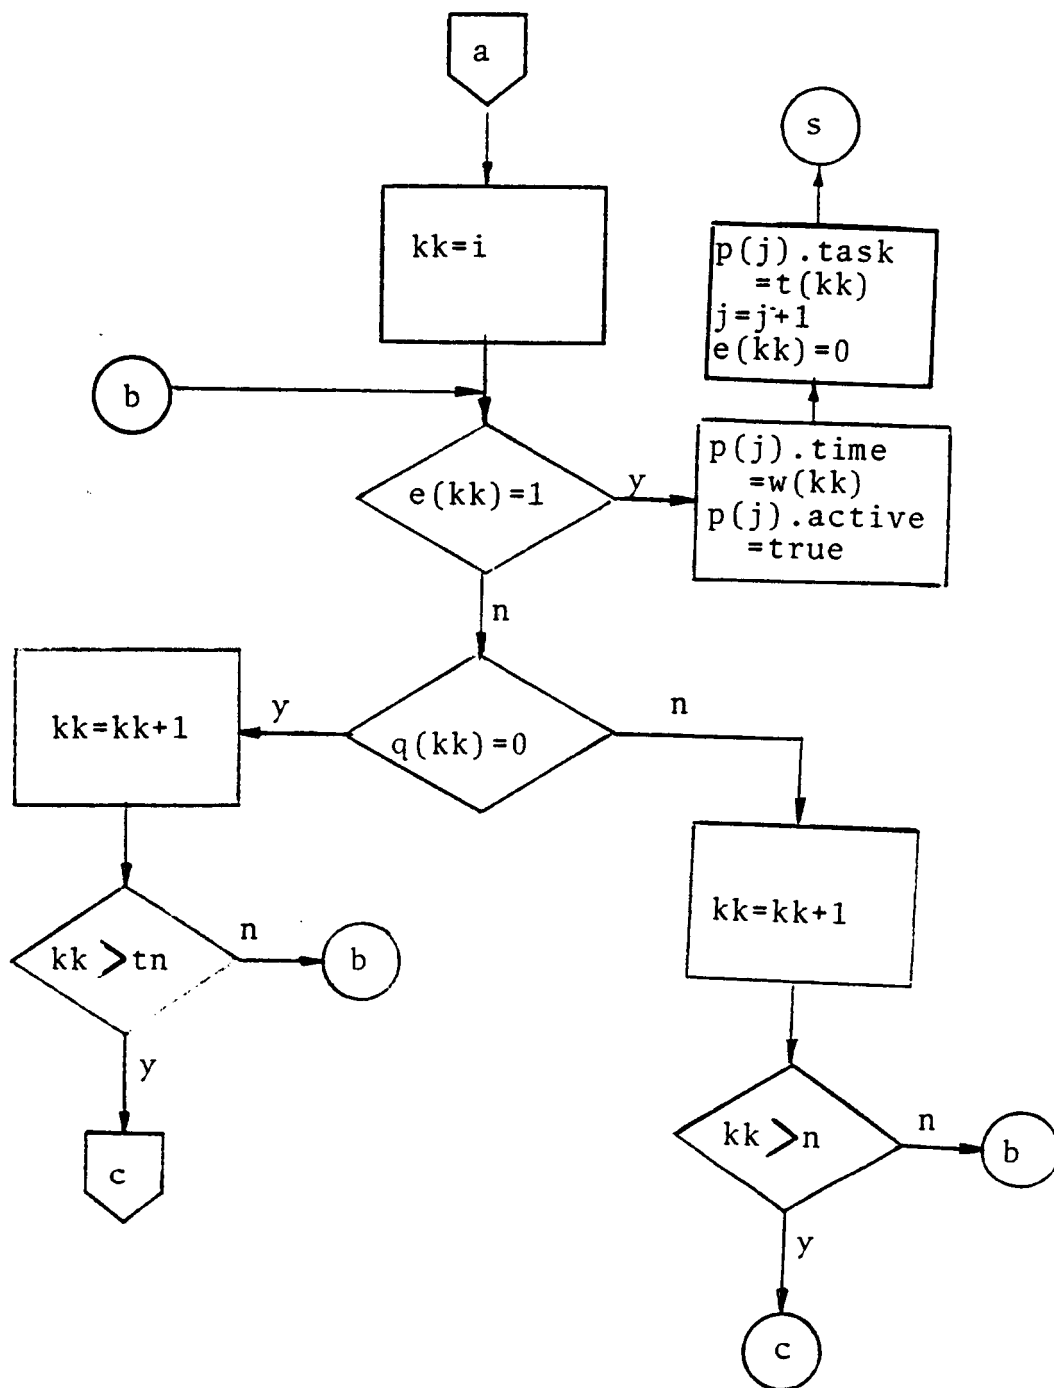 a
s
kk=i
p(j).task
=t(kk)
j=j+1
e(kk)=0
b
p(j).time
=w(kk)
p(j).active
=true
e(kk)=1
y
n
kk=kk+1
y
q(kk)=0
n
kk=kk+1
kk>tn
n
b
y
c
kk>n
n
b
y
c